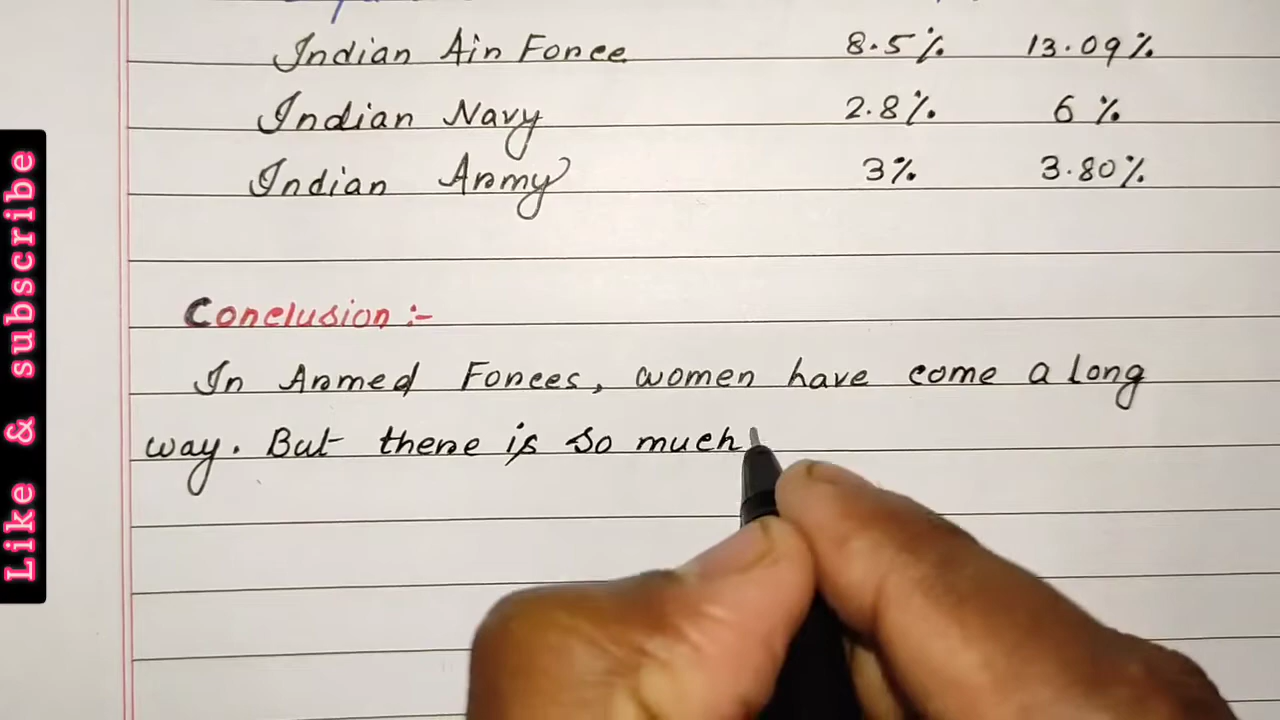 Indian Air Force 8.5% 13.09%
Indian Navy 2.8% 6 %
Indian Army 3% 3.80%
Conclusion :-
In Armed Forces, women have come a long
way. But there is so much
Like & subscribe